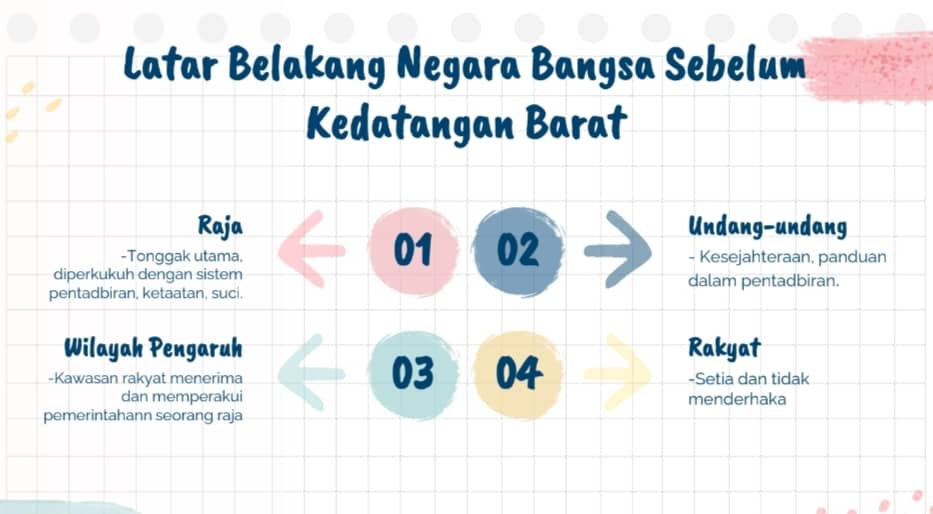 Latar Belakang Negara Bangsa Sebelum
Kedatangan Barat
01
Raja
-Tonggak utama,
diperkukuh dengan sistem
pentadbiran, ketaatan, suci.
02
Undang-undang
- Kesejahteraan, panduan
dalam pentadbiran.
03
Wilayah Pengaruh
-Kawasan rakyat menerima
dan memperakui
pemerintahann seorang raja
04
Rakyat
-Setia dan tidak
menderhaka